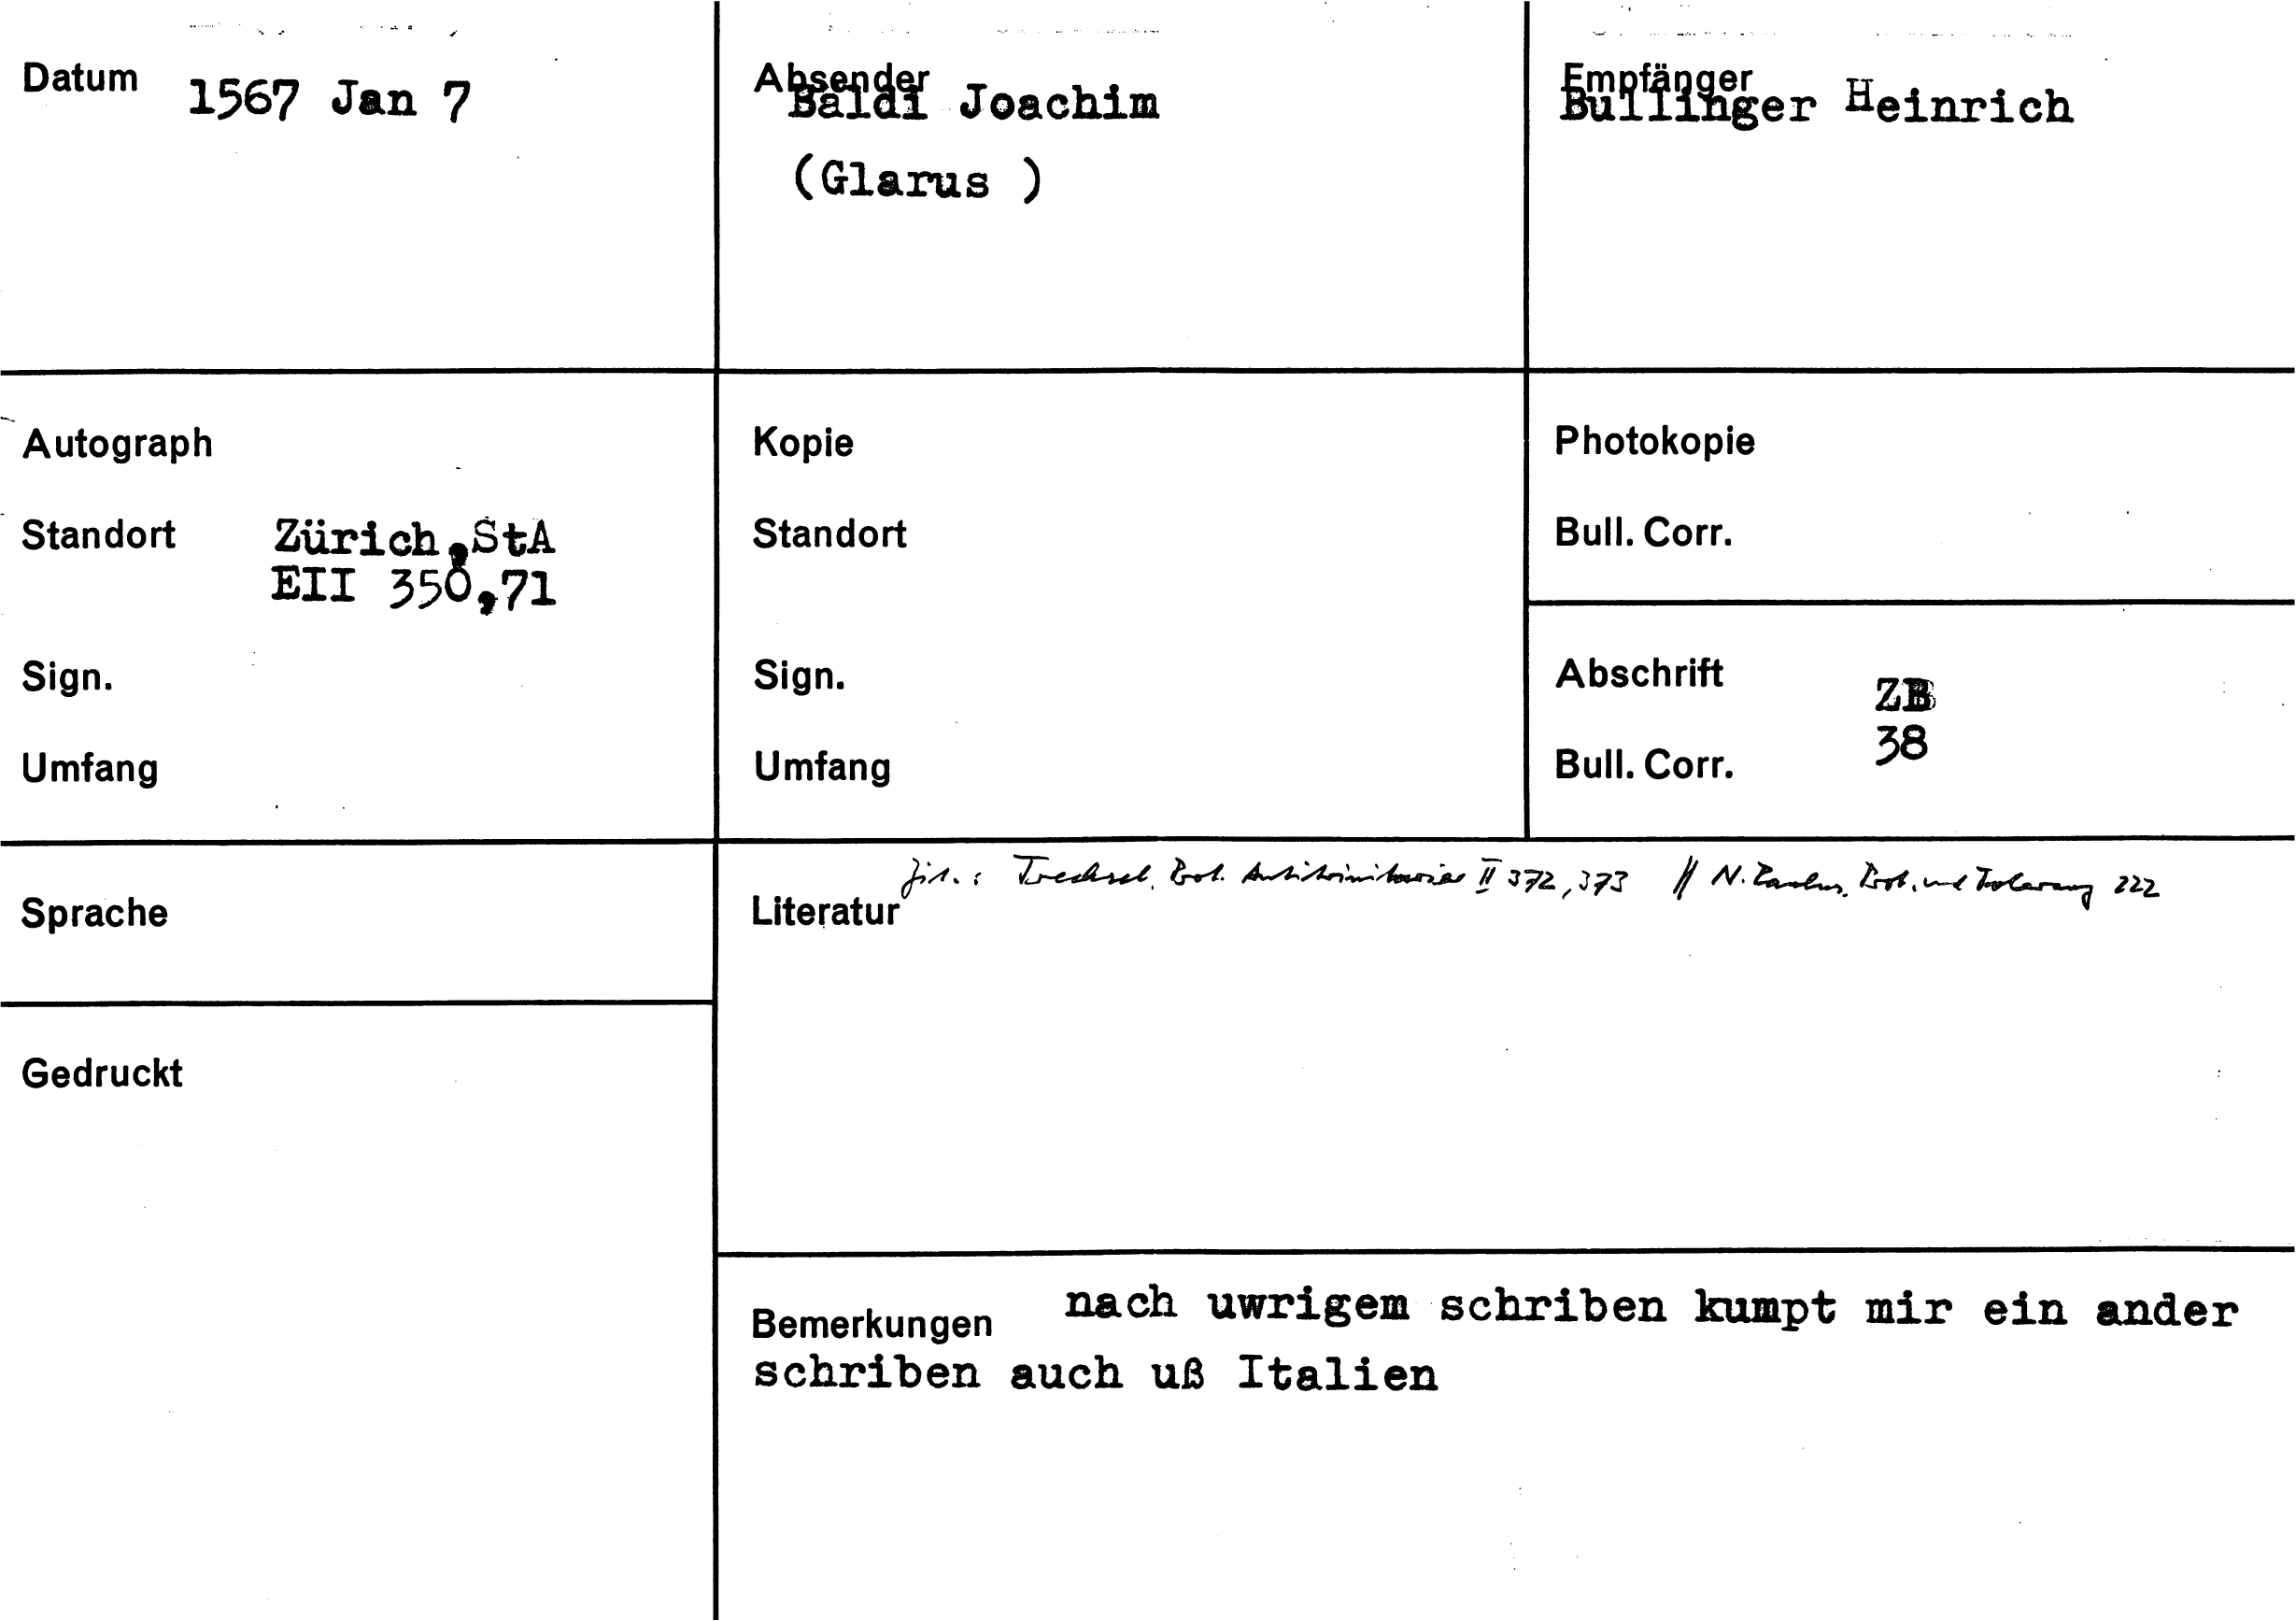 Datum 1567 Jan 7
Absender Baldi Joachim
(Glarus )
Empfänger Bullinger Heinrich
Autograph
Standort Zürich,StA
EII 350,71
Sign.
Umfang
Kopie
Standort
Sign.
Umfang
Photokopie
Bull. Corr.
Abschrift ZB
38
Bull. Corr.
Sprache
Gedruckt
Zit.: Trechsel, Prot. Antitrinitarier II 372, 373 // N. Paulus, Prot. und Toleranz 222
Literatur
Bemerkungen nach uwrigem schriben kumpt mir ein ander
schriben auch uß Italien